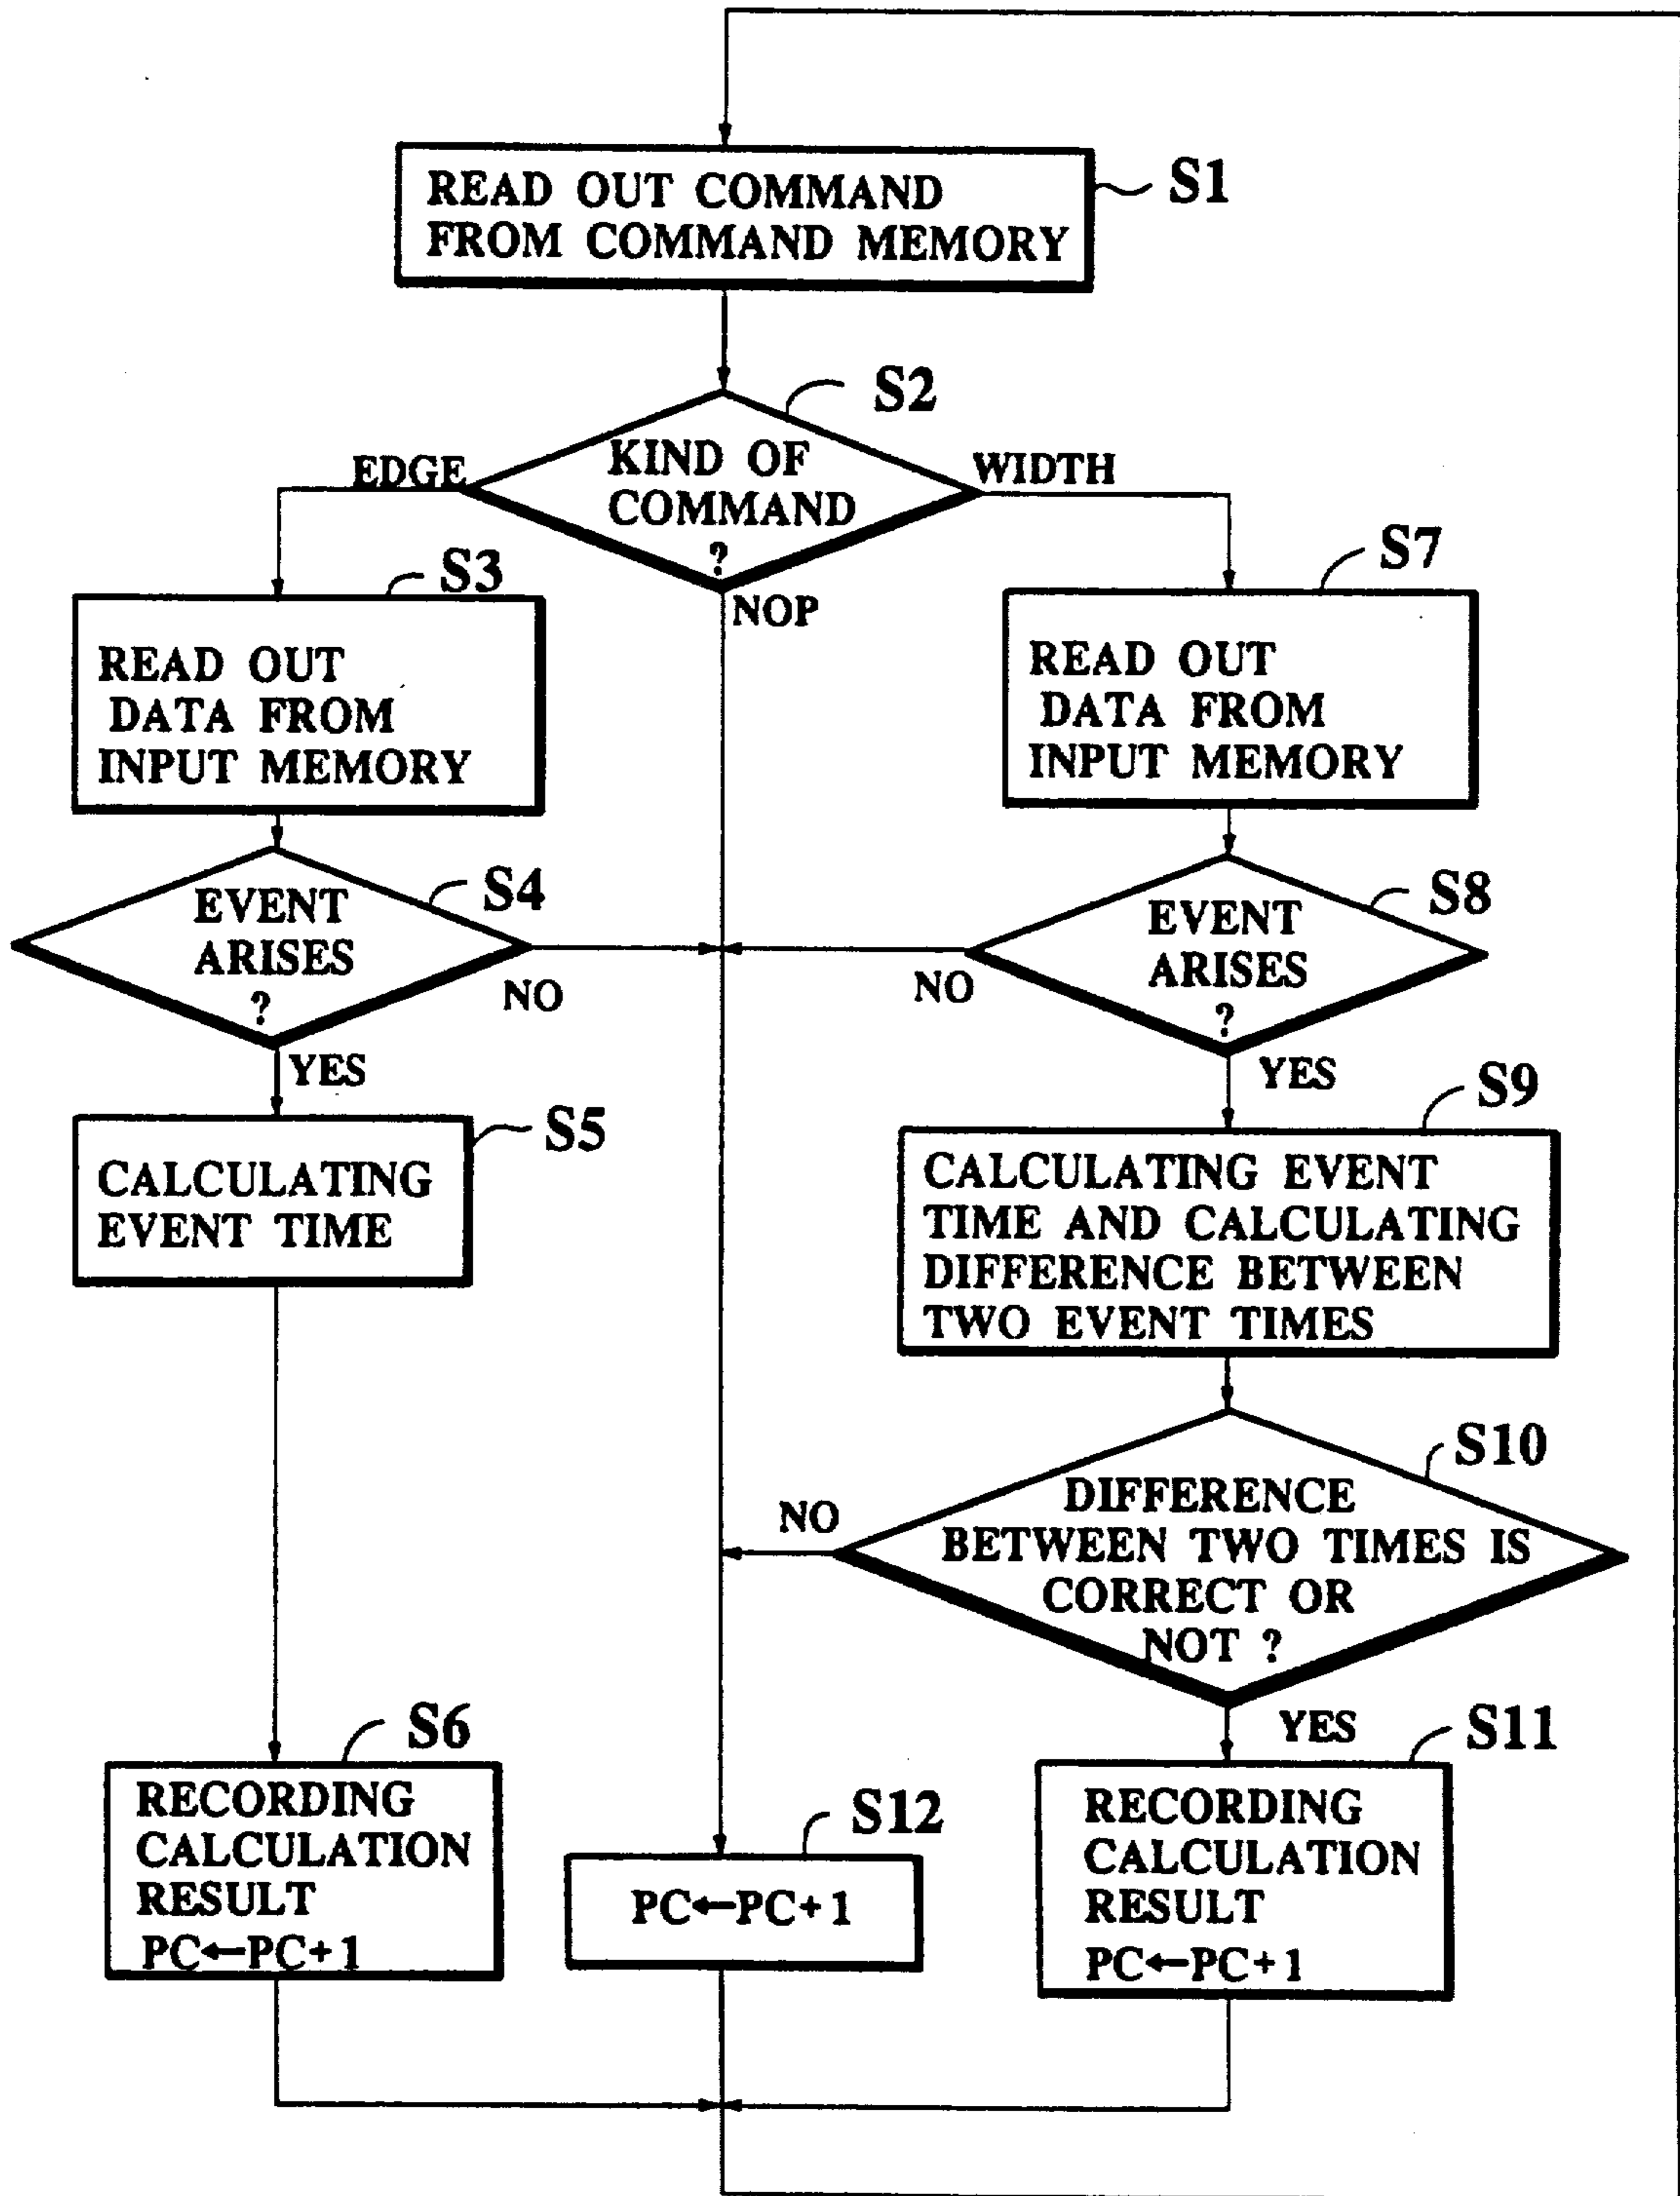 READ OUT COMMAND
FROM COMMAND MEMORY
S1
S2
KIND OF
COMMAND
?
EDGE
WIDTH
NOP
S3
READ OUT
DATA FROM
INPUT MEMORY
S7
READ OUT
DATA FROM
INPUT MEMORY
S4
EVENT
ARISES
?
NO
YES
S8
EVENT
ARISES
?
NO
YES
S5
CALCULATING
EVENT TIME
S9
CALCULATING EVENT
TIME AND CALCULATING
DIFFERENCE BETWEEN
TWO EVENT TIMES
S10
DIFFERENCE
BETWEEN TWO TIMES IS
CORRECT OR
NOT ?
NO
YES
S6
RECORDING
CALCULATION
RESULT
PC←PC+1
S12
PC←PC+1
S11
RECORDING
CALCULATION
RESULT
PC←PC+1